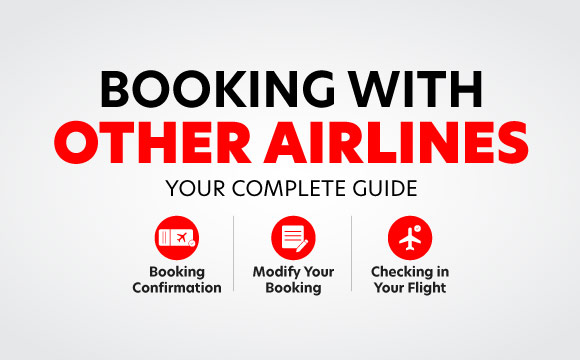 BOOKING WITH
OTHER AIRLINES
YOUR COMPLETE GUIDE
Booking
Confirmation
Modify Your
Booking
Checking in
Your Flight